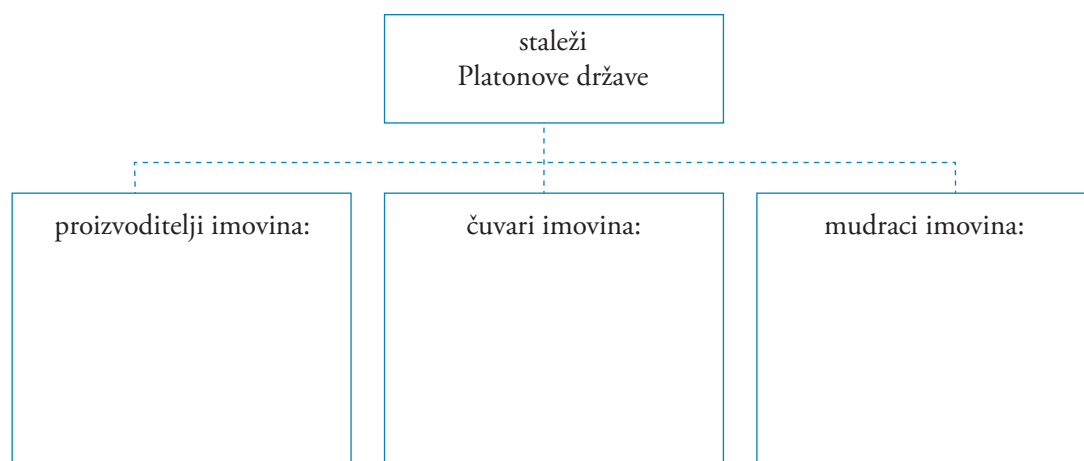 staleži
Platonove države
proizvoditelji imovina:
čuvari imovina:
mudraci imovina: